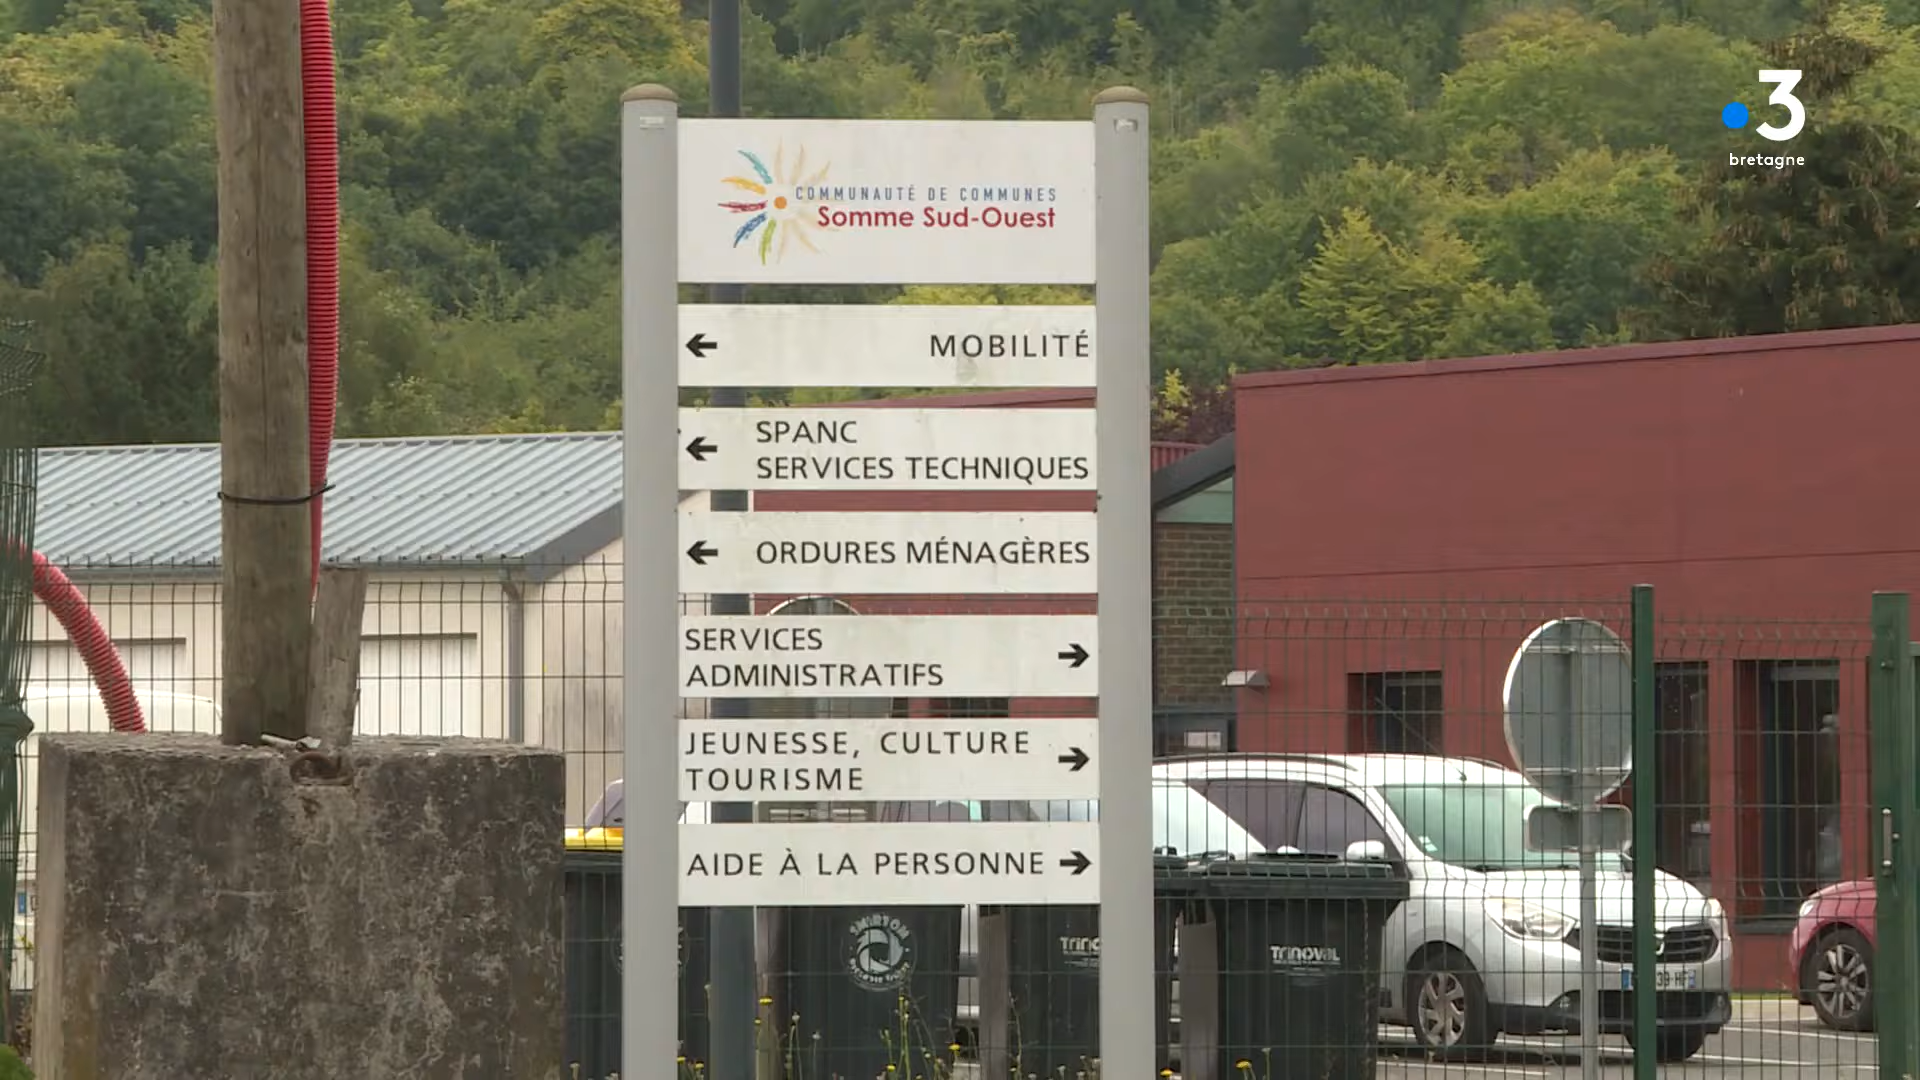 3
bretagne
COMMUNAUTÉ DE COMMUNES
Somme Sud-Ouest
MOBILITÉ
SPANC
SERVICES TECHNIQUES
ORDURES MÉNAGÈRES
SERVICES
ADMINISTRATIFS
JEUNESSE, CULTURE
TOURISME
AIDE À LA PERSONNE
TRINOVAL